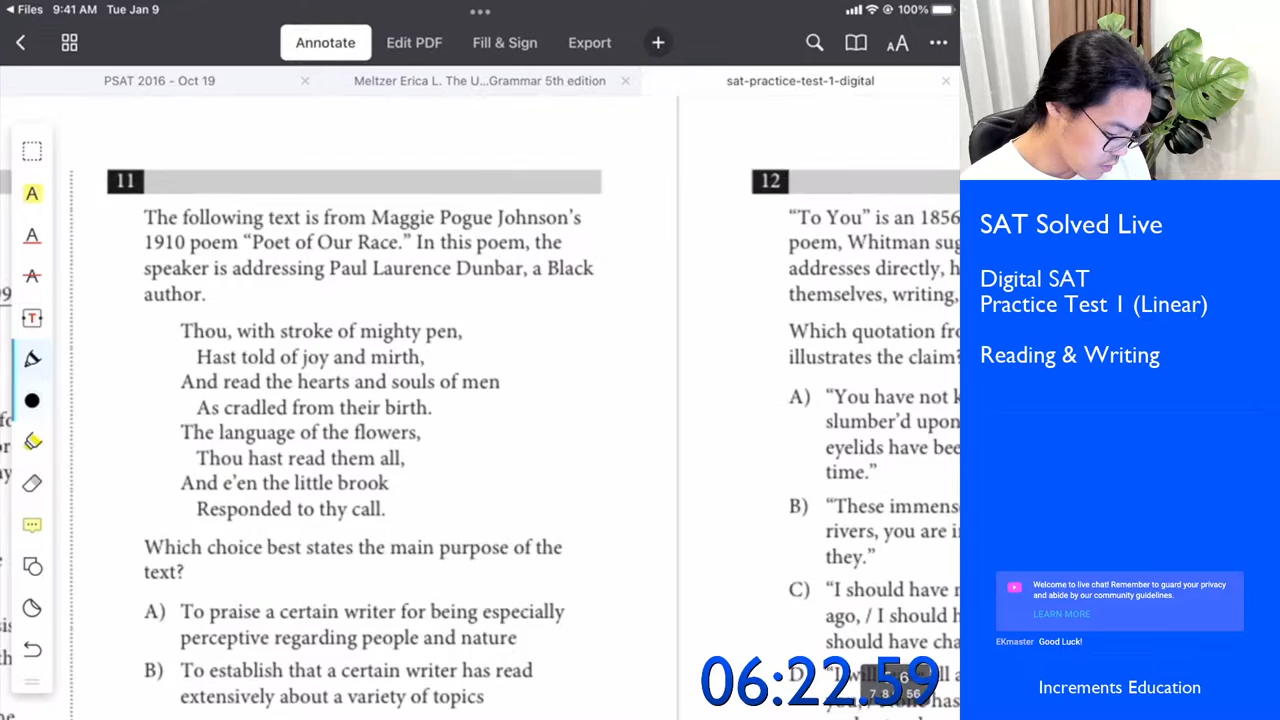 Files 9:41 AM Tue Jan 9
100%
Annotate Edit PDF Fill & Sign Export
AA
PSAT 2016 - Oct 19
Meltzer Erica L. The U...Grammar 5th edition
sat-practice-test-1-digital
11
The following text is from Maggie Pogue Johnson's
1910 poem “Poet of Our Race.” In this poem, the
speaker is addressing Paul Laurence Dunbar, a Black
author.
Thou, with stroke of mighty pen,
Hast told of joy and mirth,
And read the hearts and souls of men
As cradled from their birth.
The language of the flowers,
Thou hast read them all,
And e'en the little brook
Responded to thy call.
Which choice best states the main purpose of the
text?
A) To praise a certain writer for being especially
perceptive regarding people and nature
B) To establish that a certain writer has read
extensively about a variety of topics
12
“To You” is an 1856
poem, Whitman
addresses directly,
themselves, writing,
Which quotation
illustrates the claim?
A) “You have not
slumber'd upon
eyelids have
time.”
B) “These
rivers, you are
they.”
C) “I should have
ago, / I should
should have
06:22.59
SAT Solved Live
Digital SAT
Practice Test 1 (Linear)
Reading & Writing
Welcome to live chat! Remember to guard your privacy
and abide by our community guidelines.
LEARN MORE
EKmaster Good Luck!
Increments Education